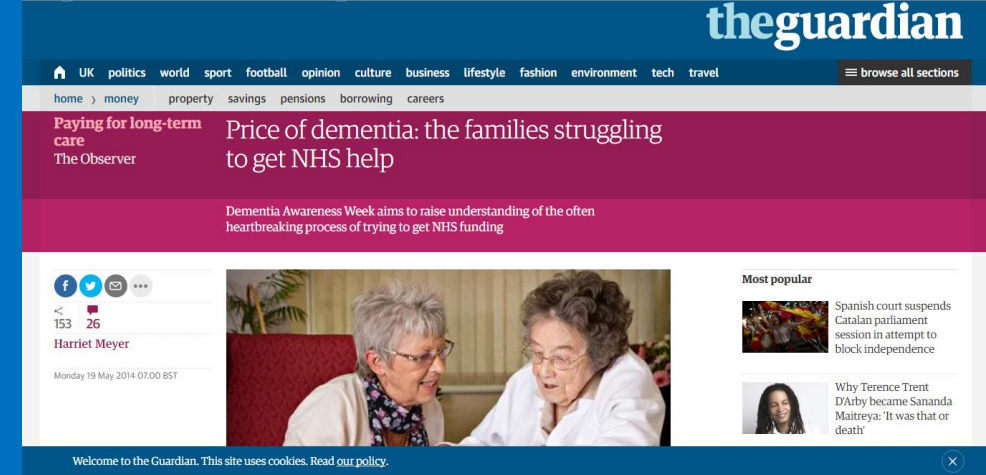 theguardian
UK politics world sport football opinion culture business lifestyle fashion environment tech travel browse all sections
home › money property savings pensions borrowing careers
Paying for long-term
care
The Observer
Price of dementia: the families struggling
to get NHS help
Dementia Awareness Week aims to raise understanding of the often
heartbreaking process of trying to get NHS funding
153 26
Harriet Meyer
Monday 19 May 2014 07.00 BST
Most popular
Spanish court suspends
Catalan parliament
session in attempt to
block independence
Why Terence Trent
D'Arby became Sananda
Maitreya: 'It was that or
death'
Welcome to the Guardian. This site uses cookies. Read our policy.